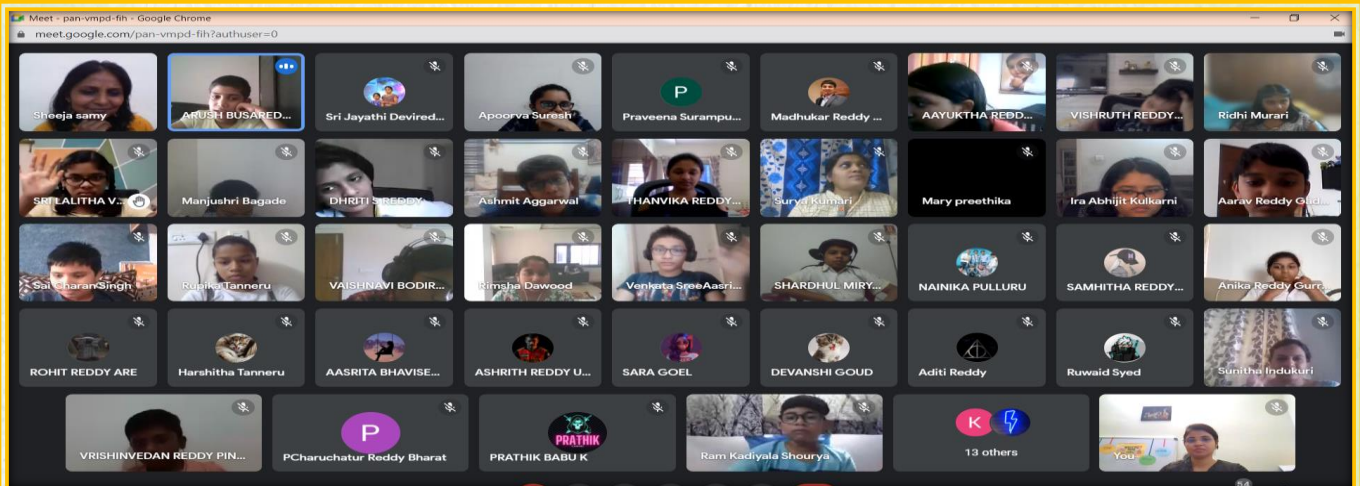 Meet - pan-vmpd-fih - Google Chrome
meet.google.com/pan-vmpd-fih?authuser=0
Sheeja samy
ARUSH BUSARED...
Sri Jayathi Devired...
Apoorva Suresh
P
Praveena Surampu...
Madhukar Reddy ...
AAYUKTHA REDD...
VISHRUTH REDDY...
Ridhi Murari
SRI LALITHA V...
Manjushri Bagade
DHRITI S REDDY
Ashmit Aggarwal
THANVIKA REDDY...
Surya Kumari
Mary preethika
Ira Abhijit Kulkarni
Aarav Reddy Gad...
Sai Charan Singh
Rupika Tanneru
VAISHNAVI BODIR...
Rimsha Dawood
Venkata SreeAasri...
SHARDHUL MIRY...
NAINIKA PULLURU
SAMHITHA REDDY...
Anika Reddy Gurr...
ROHIT REDDY ARE
Harshitha Tanneru
AASRITA BHAVISE...
ASHRITH REDDY U...
SARA GOEL
DEVANSHI GOUD
Aditi Reddy
Ruwaid Syed
Sunitha Indukuri
VRISHINVEDAN REDDY PIN...
P
PCharuchatur Reddy Bharat
PRATHIK
PRATHIK BABU K
Ram Kadiyala Shourya
K
13 others
You
54